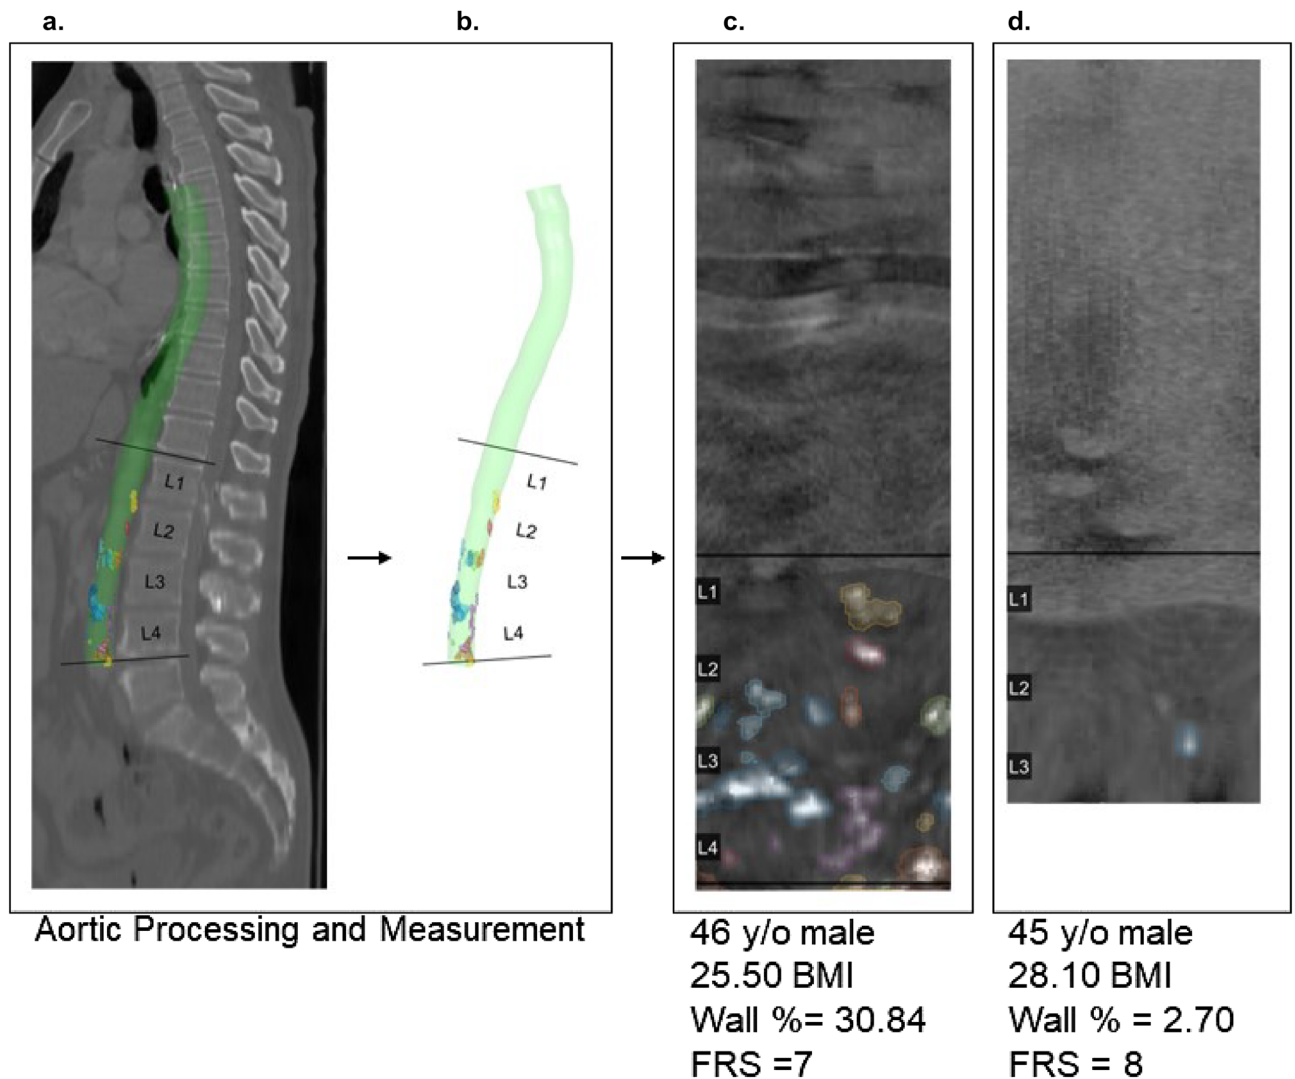 a.
b.
c.
d.
L1
L2
L3
L4
L1
L2
L3
L4
L1
L2
L3
L4
L1
L2
L3
Aortic Processing and Measurement
46 y/o male
25.50 BMI
Wall %= 30.84
FRS =7
45 y/o male
28.10 BMI
Wall % = 2.70
FRS = 8